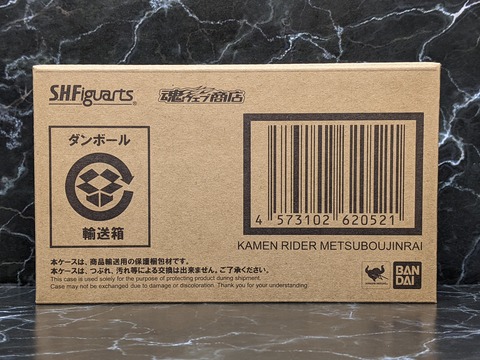 S.H.Figuarts®
魂ウェブ商店
ダンボール
輸送箱
4 573102 620521
KAMEN RIDER METSUBOUJINRAI
本ケースは、商品輸送用の保護梱包材です。
本ケースは、つぶれ、汚れ等による交換は出来ません。ご了承ください。
This case is used solely for the purpose of protecting product during shipping.
Case may not be exchanged due to damage or discoloration. Thank you for your understanding.
BAN
DAI